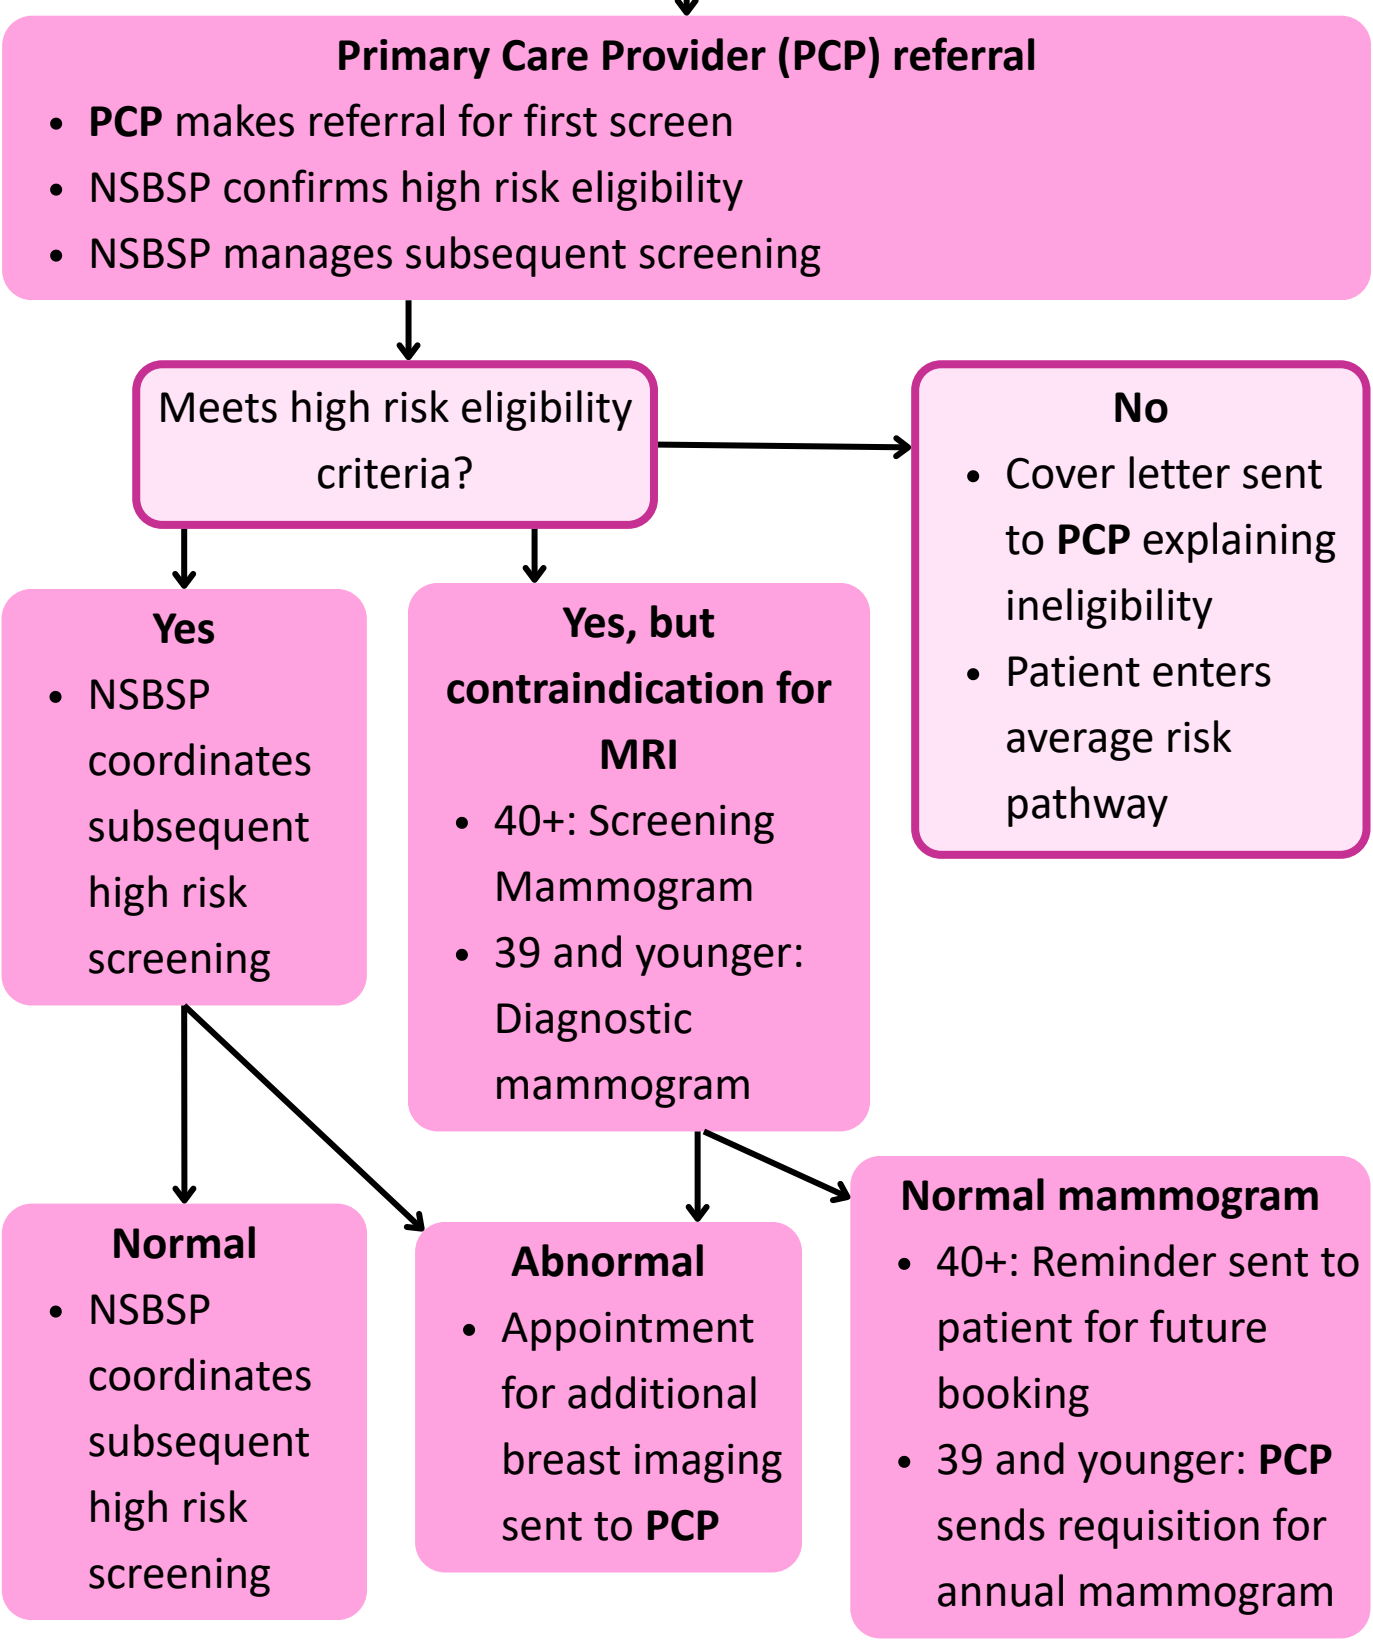 Primary Care Provider (PCP) referral
• PCP makes referral for first screen
• NSBSP confirms high risk eligibility
• NSBSP manages subsequent screening
Meets high risk eligibility
criteria?
No
• Cover letter sent
to PCP explaining
ineligibility
• Patient enters
average risk
pathway
Yes
• NSBSP
coordinates
subsequent
high risk
screening
Yes, but
contraindication for
MRI
• 40+: Screening
Mammogram
• 39 and younger:
Diagnostic
mammogram
Normal
• NSBSP
coordinates
subsequent
high risk
screening
Abnormal
• Appointment
for additional
breast imaging
sent to PCP
Normal mammogram
• 40+: Reminder sent to
patient for future
booking
• 39 and younger: PCP
sends requisition for
annual mammogram